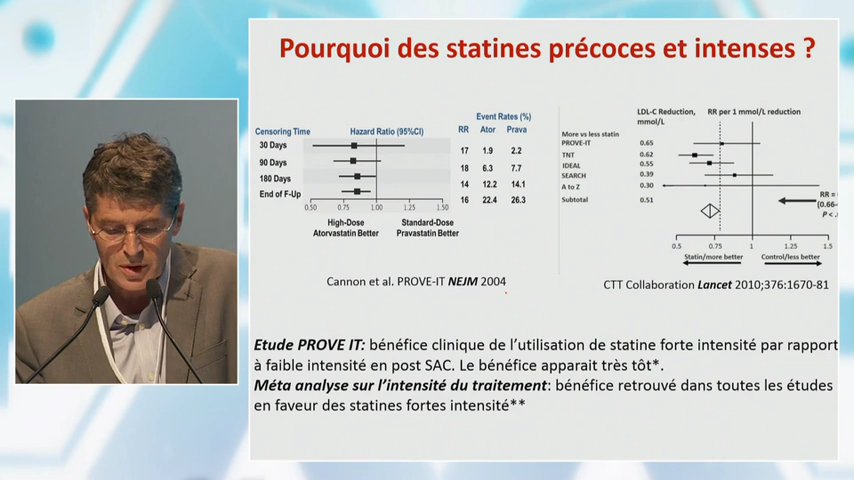 Pourquoi des statines précoces et intenses ?
Event Rates (%)
Censoring Time Hazard Ratio (95%CI) RR Ator Prava
30 Days 17 1.9 2.2
90 Days 18 6.3 7.7
180 Days 14 12.2 14.1
End of F-Up 16 22.4 26.3
0.50 0.75 1.00 1.25 1.50
High-Dose Standard-Dose
Atorvastatin Better Pravastatin Better
Cannon et al. PROVE-IT NEJM 2004
LDL-C Reduction, RR per 1 mmol/L reduction
mmol/L
More vs less statin
PROVE-IT 0.65
TNT 0.62
IDEAL 0.55
SEARCH 0.39
A to Z 0.30
Subtotal 0.51
RR =
(0.66-
P < .
0.5 0.75 1 1.25 1.5
Statin/more better Control/less better
CTT Collaboration Lancet 2010;376:1670-81
Etude PROVE IT: bénéfice clinique de l'utilisation de statine forte intensité par rapport
à faible intensité en post SAC. Le bénéfice apparait très tôt*.
Méta analyse sur l'intensité du traitement: bénéfice retrouvé dans toutes les études
en faveur des statines fortes intensité**